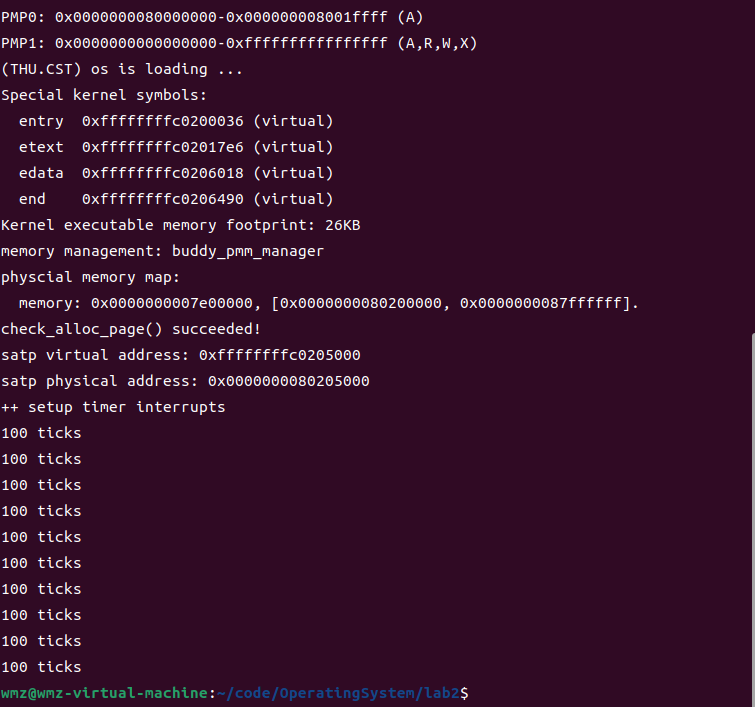 PMP0: 0x0000000080000000-0x000000008001ffff (A)
PMP1: 0x0000000000000000-0xffffffffffffffff (A,R,W,X)
(THU.CST) os is loading ...
Special kernel symbols:
  entry  0xffffffffc0200036 (virtual)
  etext  0xffffffffc02017e6 (virtual)
  edata  0xffffffffc0206018 (virtual)
  end    0xffffffffc0206490 (virtual)
Kernel executable memory footprint: 26KB
memory management: buddy_pmm_manager
physcial memory map:
  memory: 0x0000000007e00000, [0x0000000080200000, 0x0000000087ffffff].
check_alloc_page() succeeded!
satp virtual address: 0xffffffffc0205000
satp physical address: 0x0000000080205000
++ setup timer interrupts
100 ticks
100 ticks
100 ticks
100 ticks
100 ticks
100 ticks
100 ticks
100 ticks
100 ticks
100 ticks
wmz@wmz-virtual-machine:~/code/OperatingSystem/lab2$